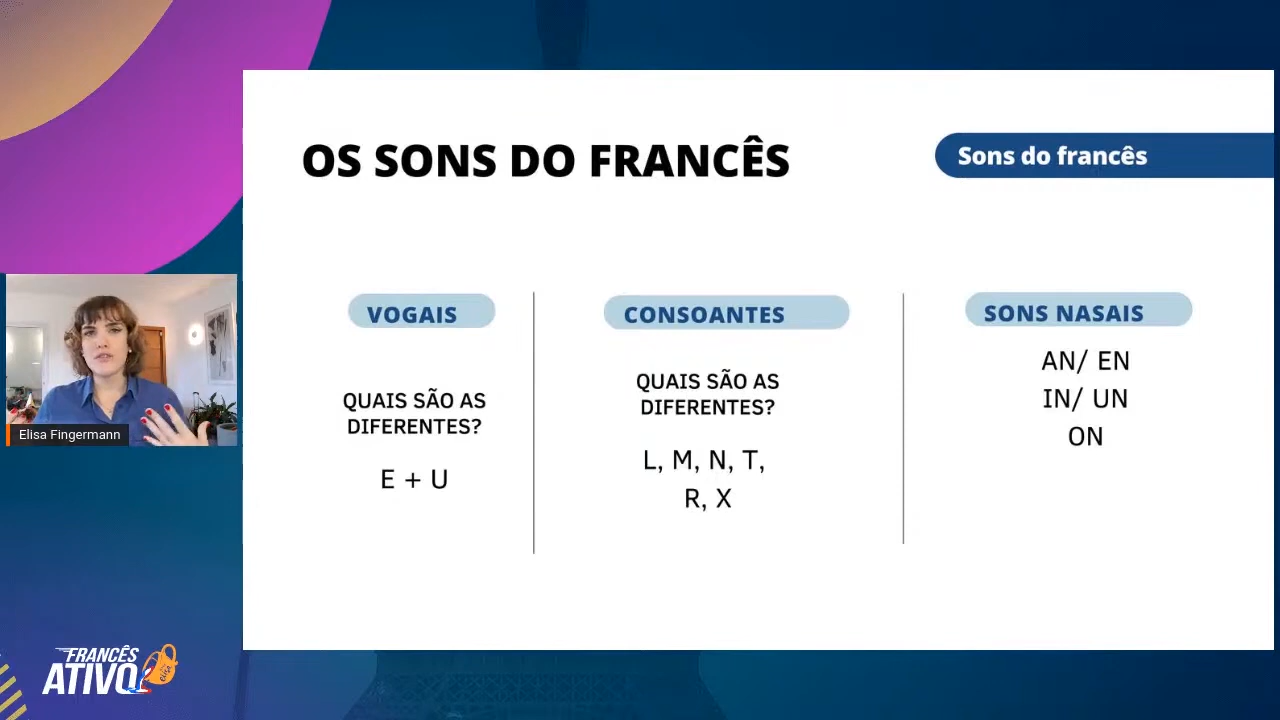 OS SONS DO FRANCÊS
Sons do francês
VOGAIS
QUAIS SÃO AS
DIFERENTES?
E + U
CONSOANTES
QUAIS SÃO AS
DIFERENTES?
L, M, N, T,
R, X
SONS NASAIS
AN/ EN
IN/ UN
ON
Elisa Fingermann
FRANCÊS
ATIVO
elisa